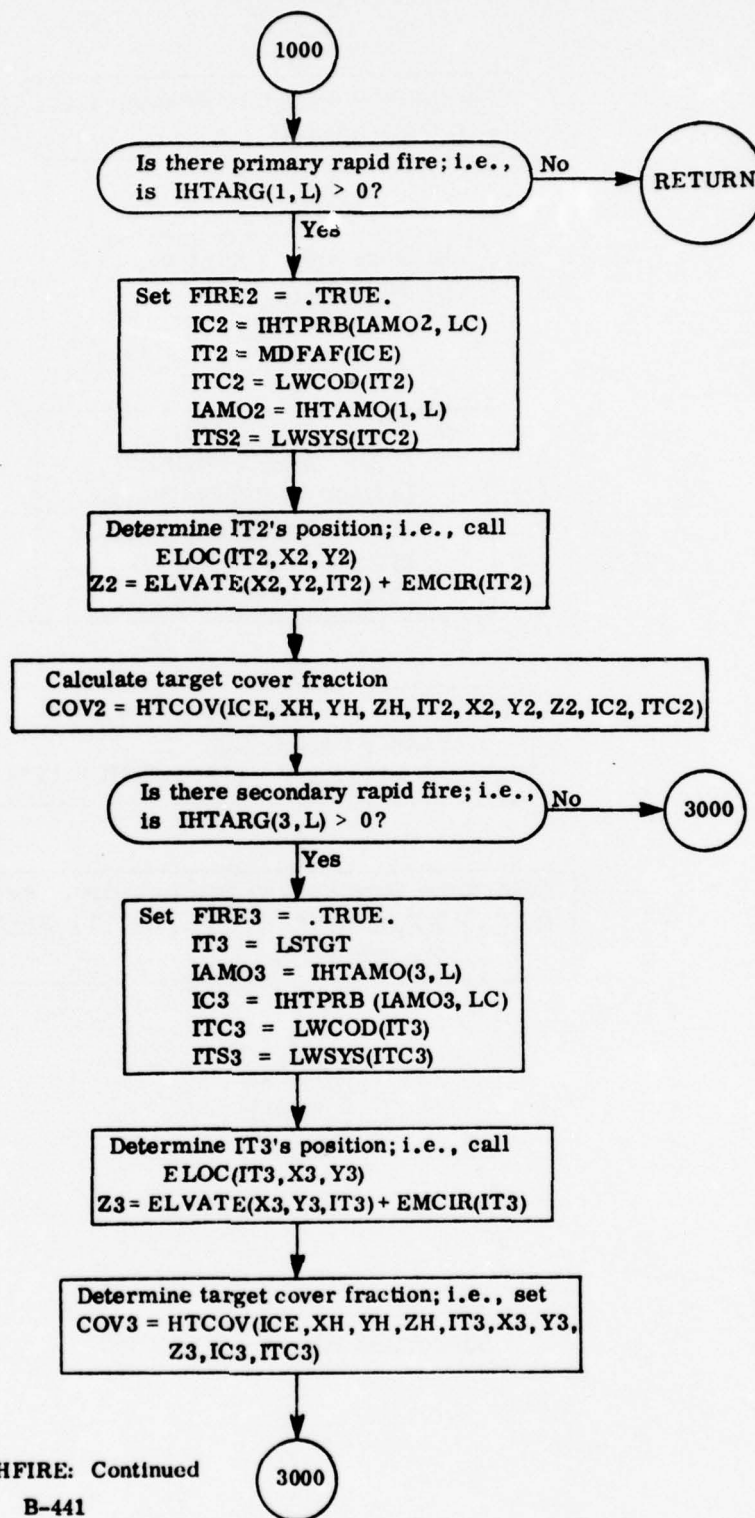 1000
Is there primary rapid fire; i.e.,
is IHTARG(1, L) > 0?
No
RETURN
Yes
Set FIRE2 = .TRUE.
IC2 = IHTPRB(IAMO2, LC)
IT2 = MDFAF(ICE)
ITC2 = LWCOD(IT2)
IAMO2 = IHTAMO(1, L)
ITS2 = LWSYS(ITC2)
Determine IT2's position; i.e., call
ELOC(IT2,X2,Y2)
Z2 = ELVATE(X2,Y2,IT2) + EMCIR(IT2)
Calculate target cover fraction
COV2 = HTCOV(ICE, XH, YH, ZH, IT2, X2, Y2, Z2, IC2, ITC2)
Is there secondary rapid fire; i.e.,
is IHTARG(3, L) > 0?
No
3000
Yes
Set FIRE3 = .TRUE.
IT3 = LSTGT
IAMO3 = IHTAMO(3, L)
IC3 = IHTPRB (IAMO3, LC)
ITC3 = LWCOD(IT3)
ITS3 = LWSYS(ITC3)
Determine IT3's position; i.e., call
ELOC(IT3,X3,Y3)
Z3 = ELVATE(X3,Y3,IT3) + EMCIR(IT3)
Determine target cover fraction; i.e., set
COV3 = HTCOV(ICE,XH,YH,ZH,IT3,X3,Y3,
Z3,IC3,ITC3)
3000
HFIRE: Continued
B-441